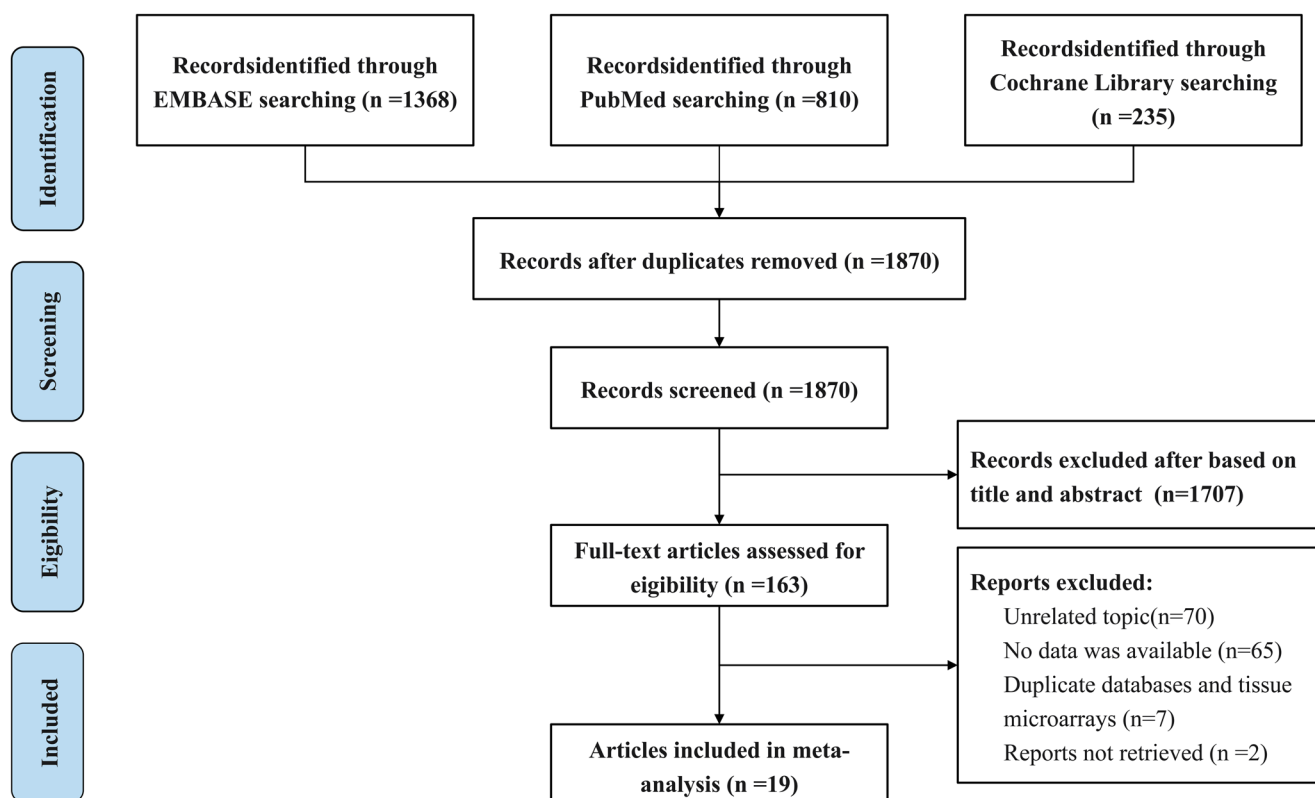 Identification
Recordsidentified through
EMBASE searching (n =1368)
Recordsidentified through
PubMed searching (n =810)
Recordsidentified through
Cochrane Library searching
(n =235)
Records after duplicates removed (n =1870)
Screening
Records screened (n =1870)
Records excluded after based on
title and abstract (n=1707)
Eigibility
Full-text articles assessed for
eigibility (n =163)
Reports excluded:
Unrelated topic(n=70)
No data was available (n=65)
Duplicate databases and tissue
microarrays (n=7)
Reports not retrieved (n =2)
Included
Articles included in meta-
analysis (n =19)